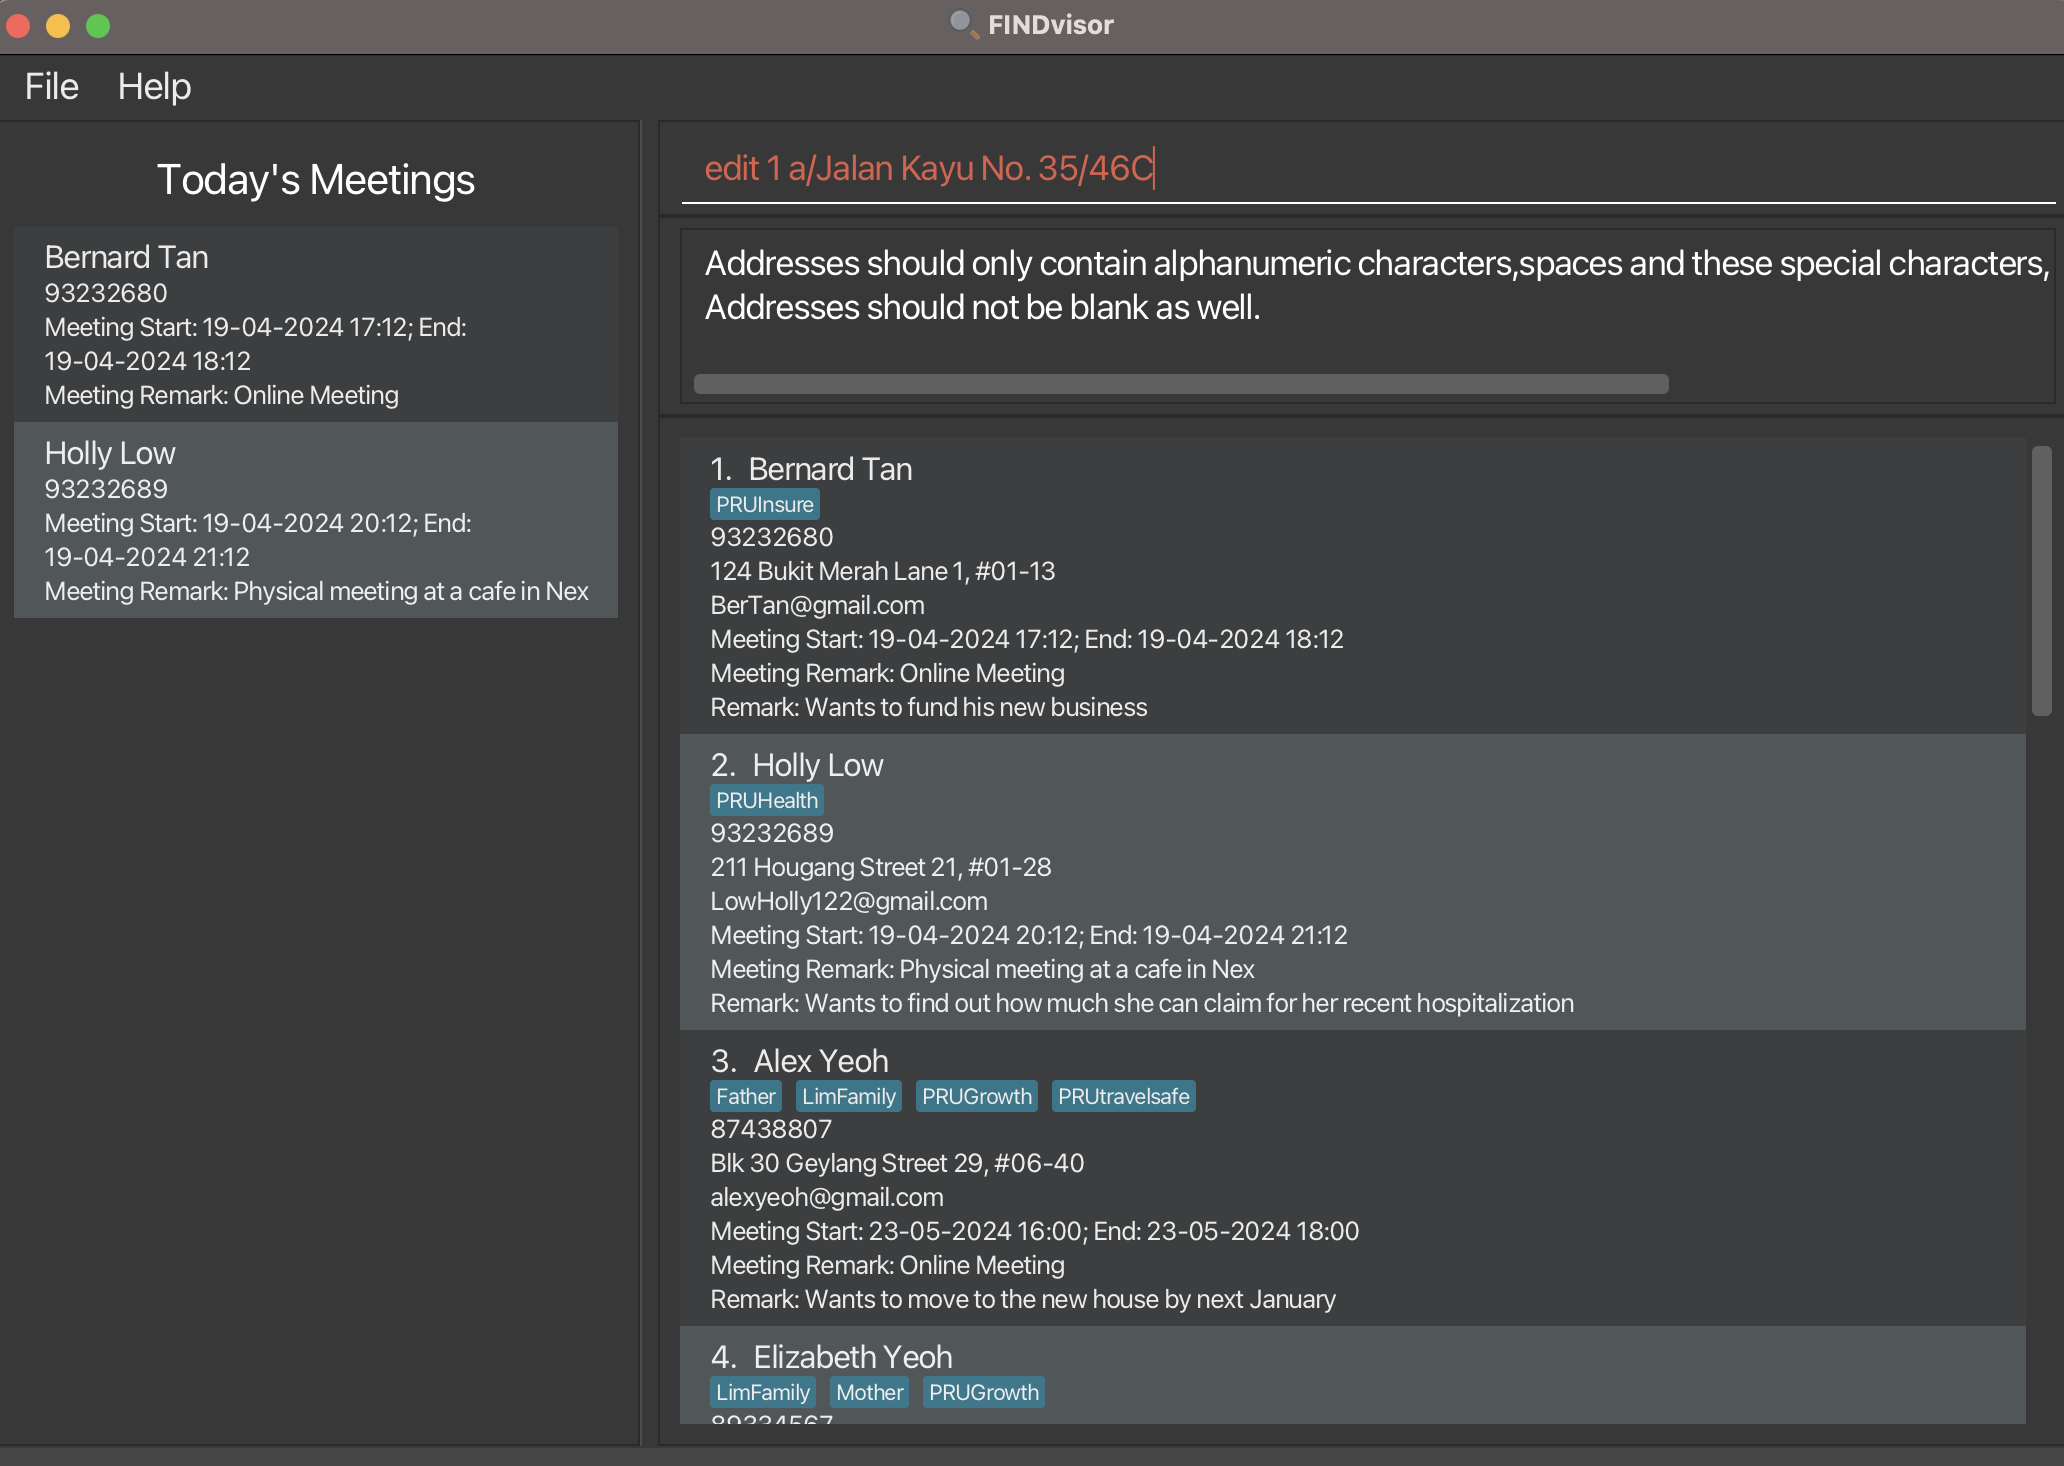 FINDvisor
File Help
Today's Meetings
Bernard Tan
93232680
Meeting Start: 19-04-2024 17:12; End:
19-04-2024 18:12
Meeting Remark: Online Meeting
Holly Low
93232689
Meeting Start: 19-04-2024 20:12; End:
19-04-2024 21:12
Meeting Remark: Physical meeting at a cafe in Nex
edit 1 a/Jalan Kayu No. 35/46C
Addresses should only contain alphanumeric characters,spaces and these special characters,
Addresses should not be blank as well.
1. Bernard Tan
PRUInsure
93232680
124 Bukit Merah Lane 1, #01-13
BerTan@gmail.com
Meeting Start: 19-04-2024 17:12; End: 19-04-2024 18:12
Meeting Remark: Online Meeting
Remark: Wants to fund his new business
2. Holly Low
PRUHealth
93232689
211 Hougang Street 21, #01-28
LowHolly122@gmail.com
Meeting Start: 19-04-2024 20:12; End: 19-04-2024 21:12
Meeting Remark: Physical meeting at a cafe in Nex
Remark: Wants to find out how much she can claim for her recent hospitalization
3. Alex Yeoh
Father LimFamily PRUGrowth PRUtravelsafe
87438807
Blk 30 Geylang Street 29, #06-40
alexyeoh@gmail.com
Meeting Start: 23-05-2024 16:00; End: 23-05-2024 18:00
Meeting Remark: Online Meeting
Remark: Wants to move to the new house by next January
4. Elizabeth Yeoh
LimFamily Mother PRUGrowth